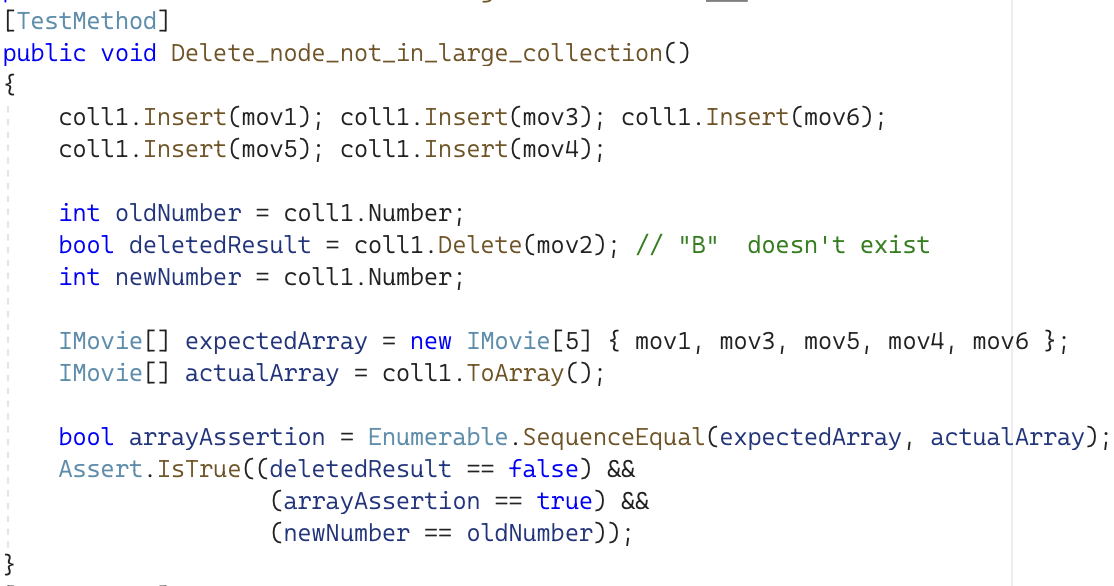 [TestMethod]
public void Delete_node_not_in_large_collection()
{
    coll1.Insert(mov1); coll1.Insert(mov3); coll1.Insert(mov6);
    coll1.Insert(mov5); coll1.Insert(mov4);

    int oldNumber = coll1.Number;
    bool deletedResult = coll1.Delete(mov2); // "B"  doesn't exist
    int newNumber = coll1.Number;

    IMovie[] expectedArray = new IMovie[5] { mov1, mov3, mov5, mov4, mov6 };
    IMovie[] actualArray = coll1.ToArray();

    bool arrayAssertion = Enumerable.SequenceEqual(expectedArray, actualArray);
    Assert.IsTrue((deletedResult == false) &&
                   (arrayAssertion == true) &&
                   (newNumber == oldNumber));
}